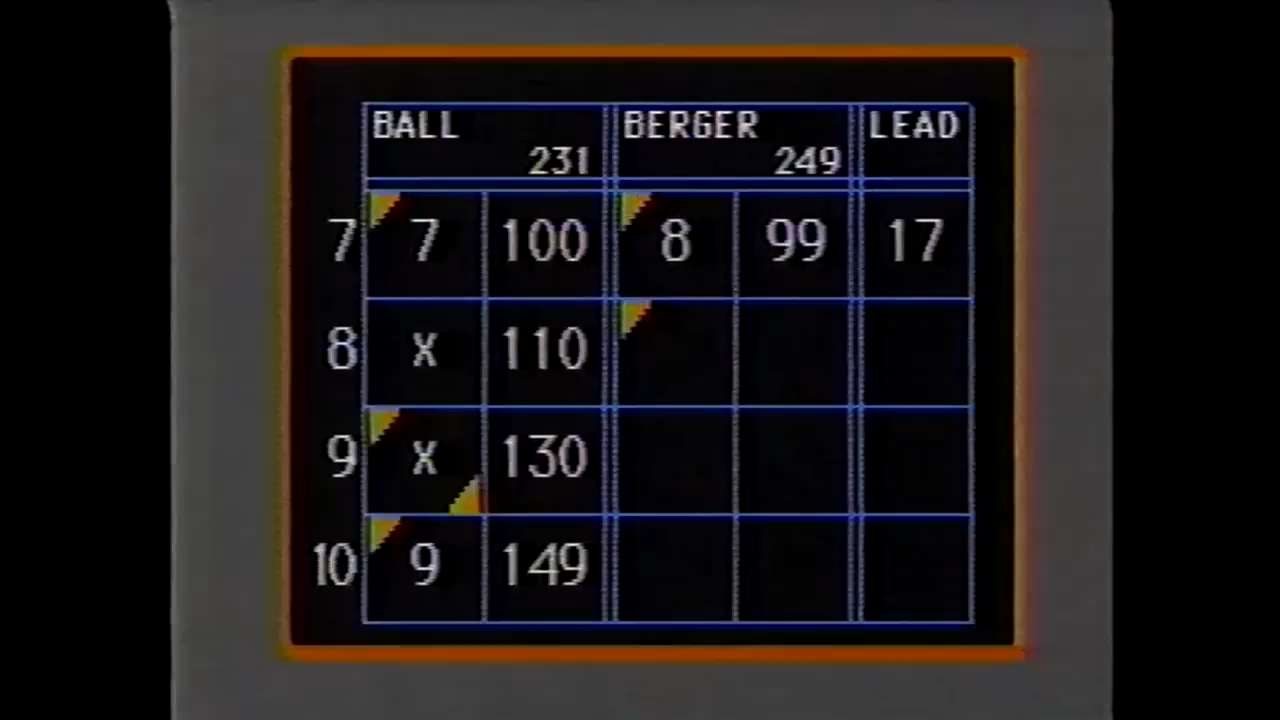 BALL BERGER LEAD
231 249
7 7 100 8 99 17
8 X 110
9 X 130
10 9 149